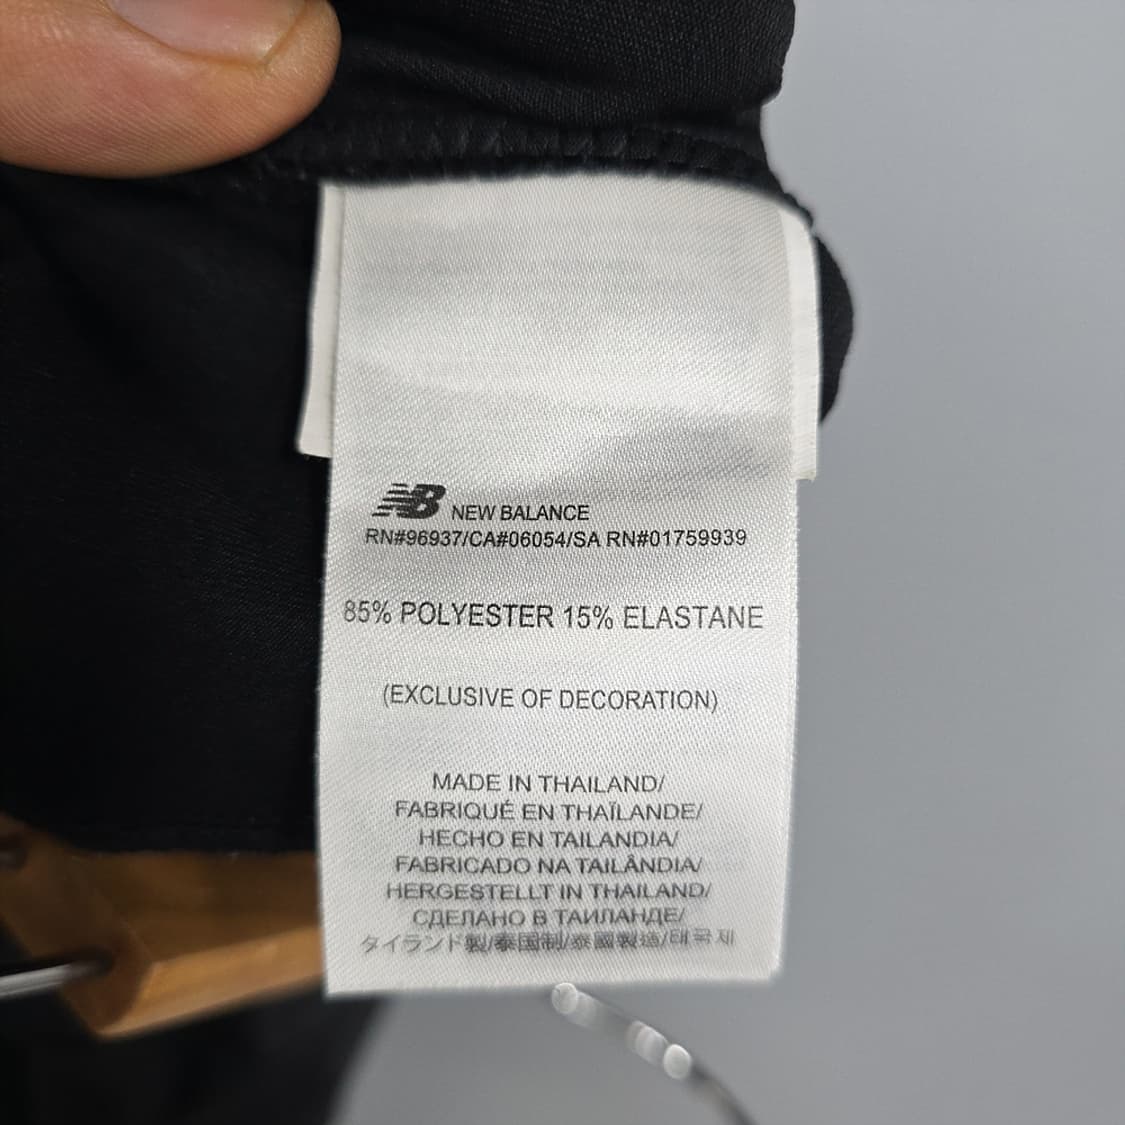 NB NEW BALANCE
RN#96937/CA#06054/SA RN#01759939
85% POLYESTER 15% ELASTANE
(EXCLUSIVE OF DECORATION)
MADE IN THAILAND/
FABRIQUÉ EN THAÏLANDE/
HECHO EN TAILANDIA/
FABRICADO NA TAILÂNDIA/
HERGESTELLT IN THAILAND/
СДЕЛАНО В ТАИЛАНДЕ/
タイランド製/泰国制/泰國製造/태국제